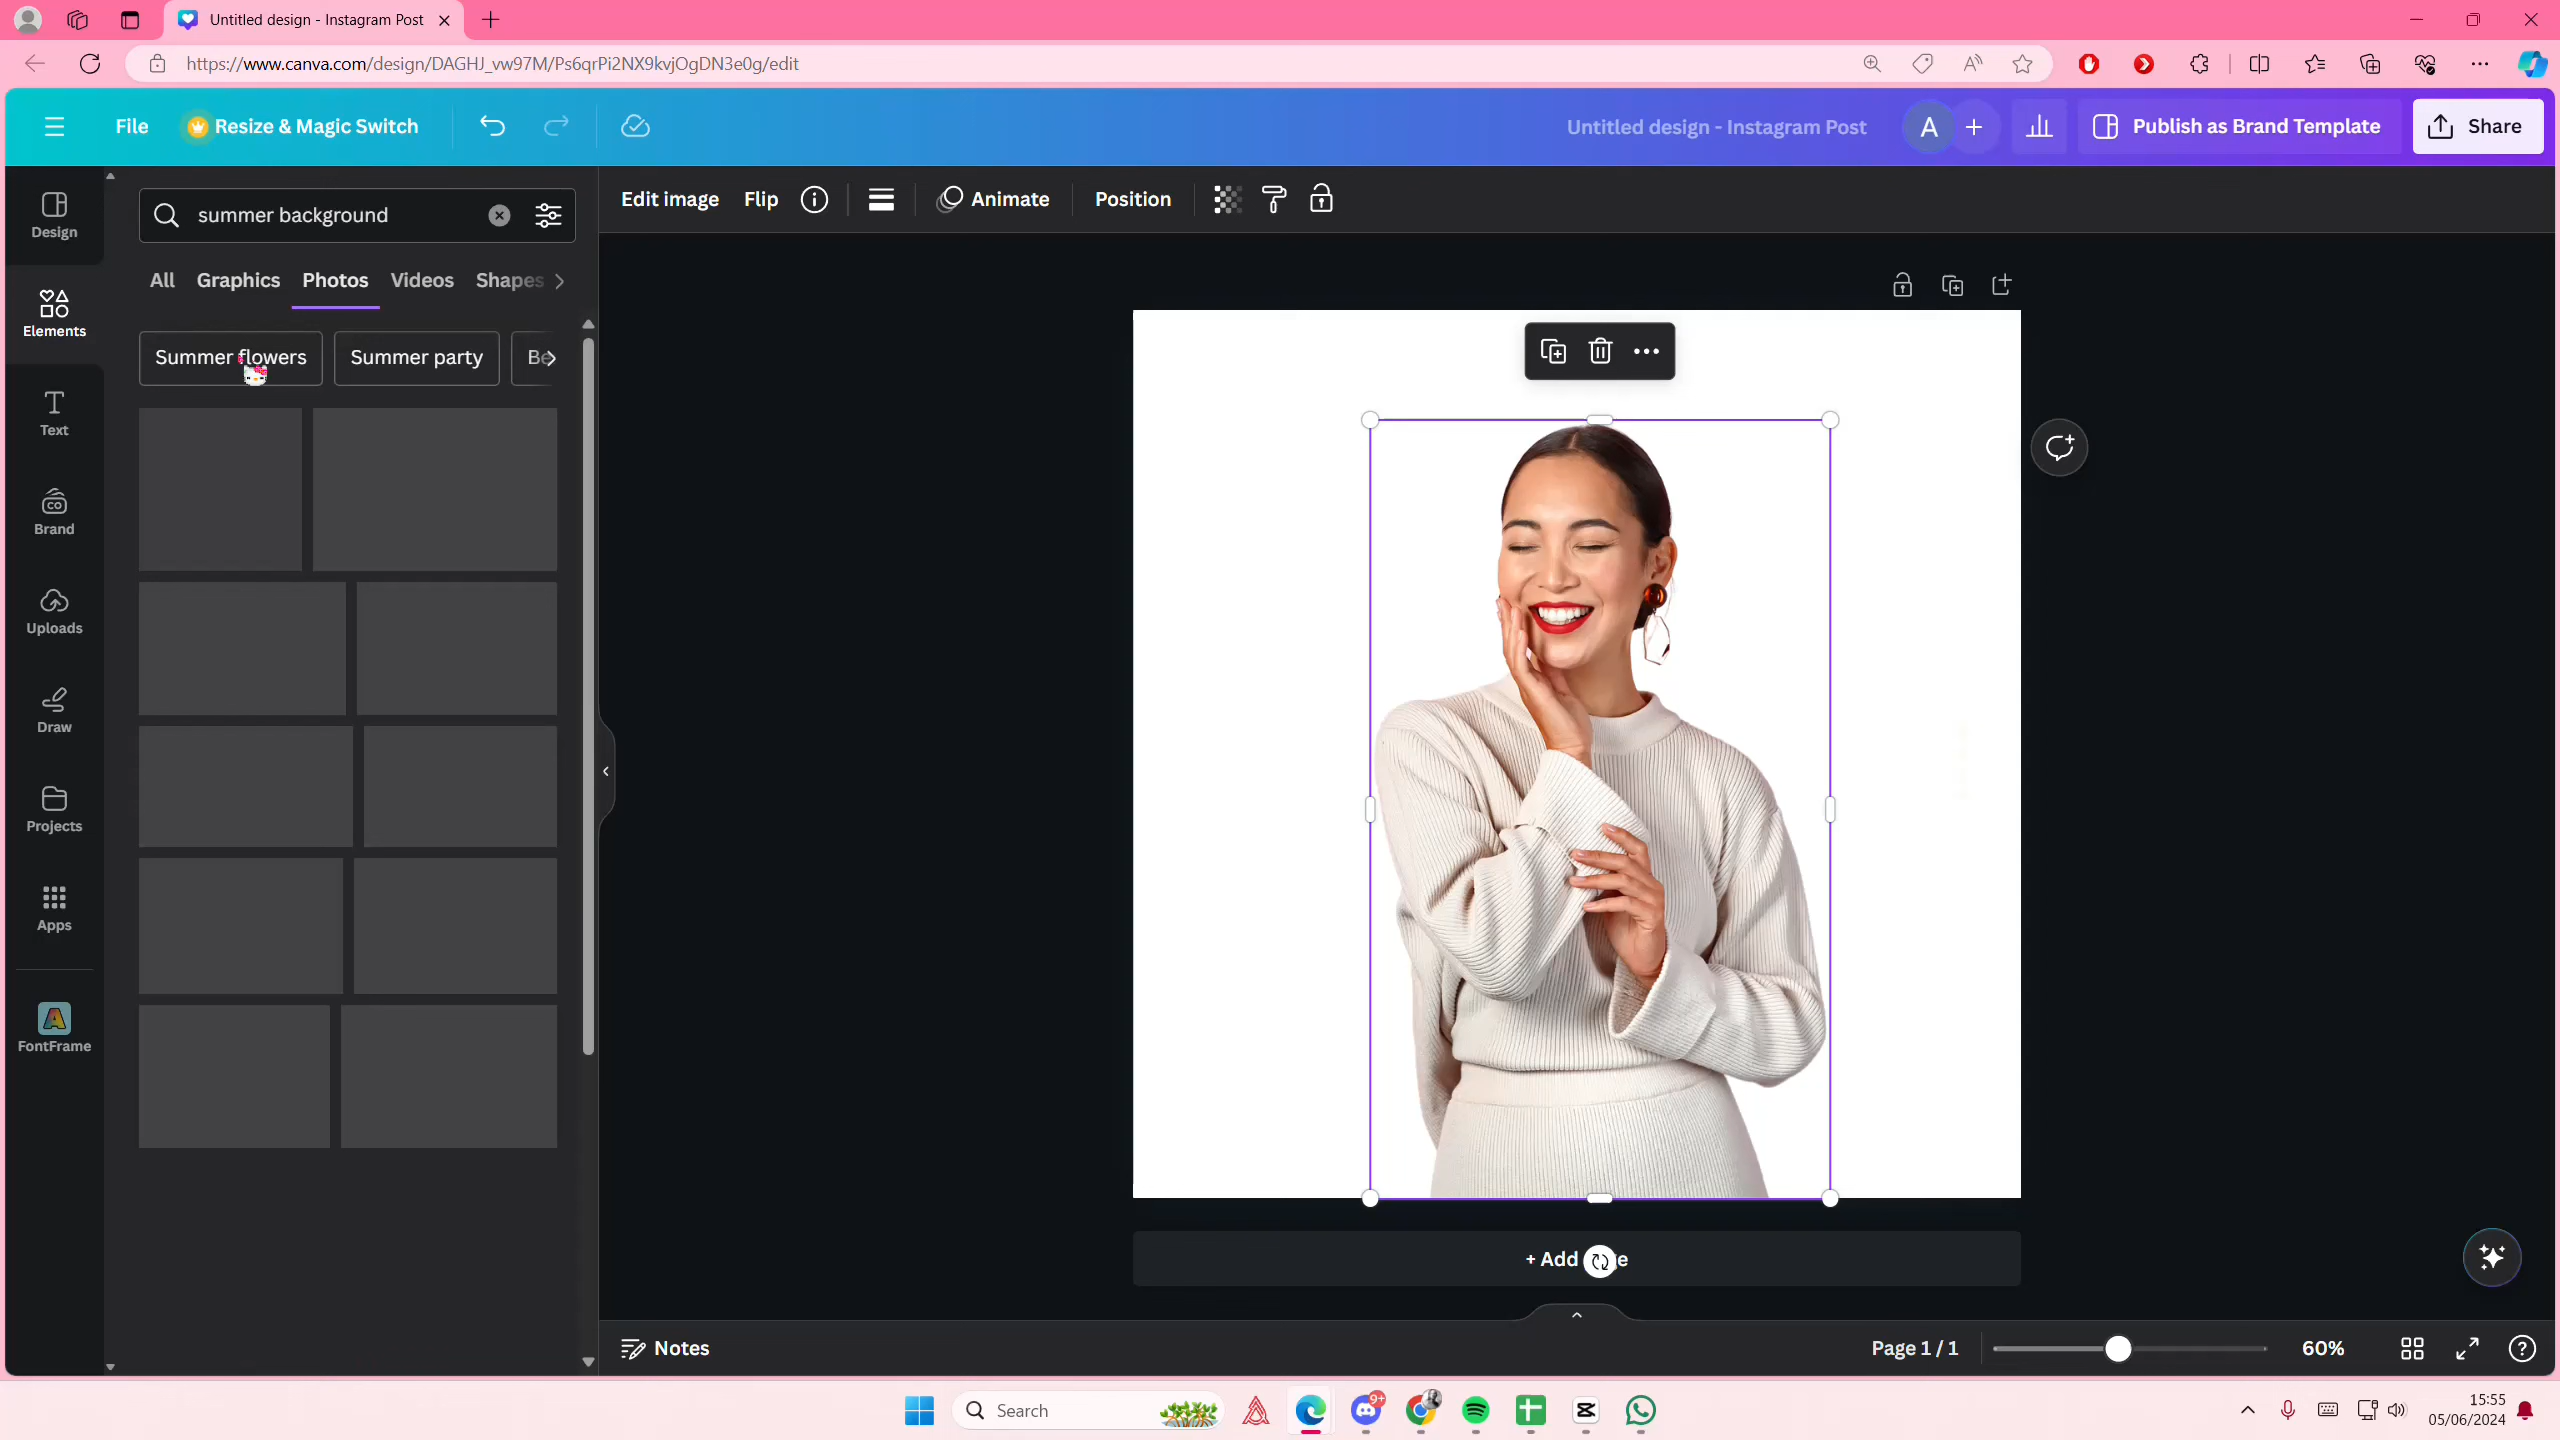 Untitled design - Instagram Post
https://www.canva.com/design/DAGHJ_vw97M/Ps6qrPi2NX9kvjOgDN3e0g/edit
File
Resize & Magic Switch
Untitled design - Instagram Post
A
Publish as Brand Template
Share
Design
Elements
Text
Brand
Uploads
Draw
Projects
Apps
FontFrame
summer background
All
Graphics
Photos
Videos
Shapes
Summer flowers
Summer party
Be
Edit image
Flip
Animate
Position
+ Add
Notes
Page 1 / 1
60%
Search
9+
15:55
05/06/2024